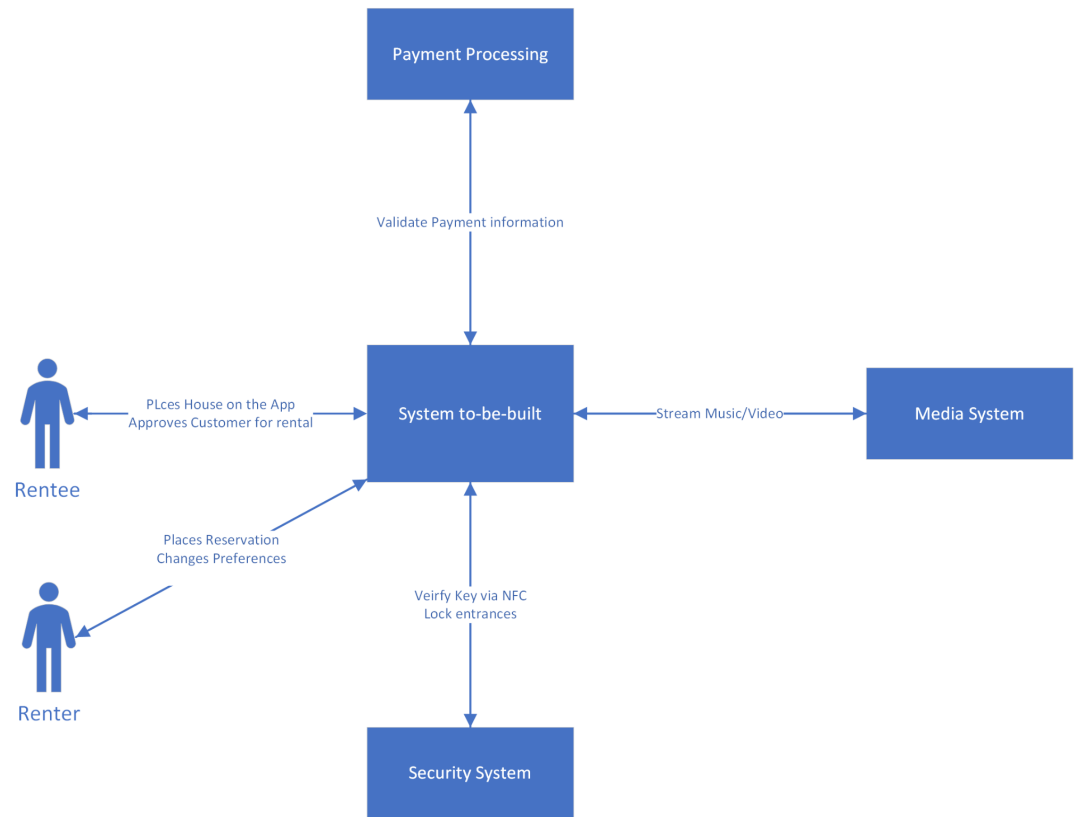 Payment Processing
Validate Payment information
PLces House on the App
Approves Customer for rental
System to-be-built
Stream Music/Video
Media System
Rentee
Places Reservation
Changes Preferences
Veirfy Key via NFC
Lock entrances
Renter
Security System